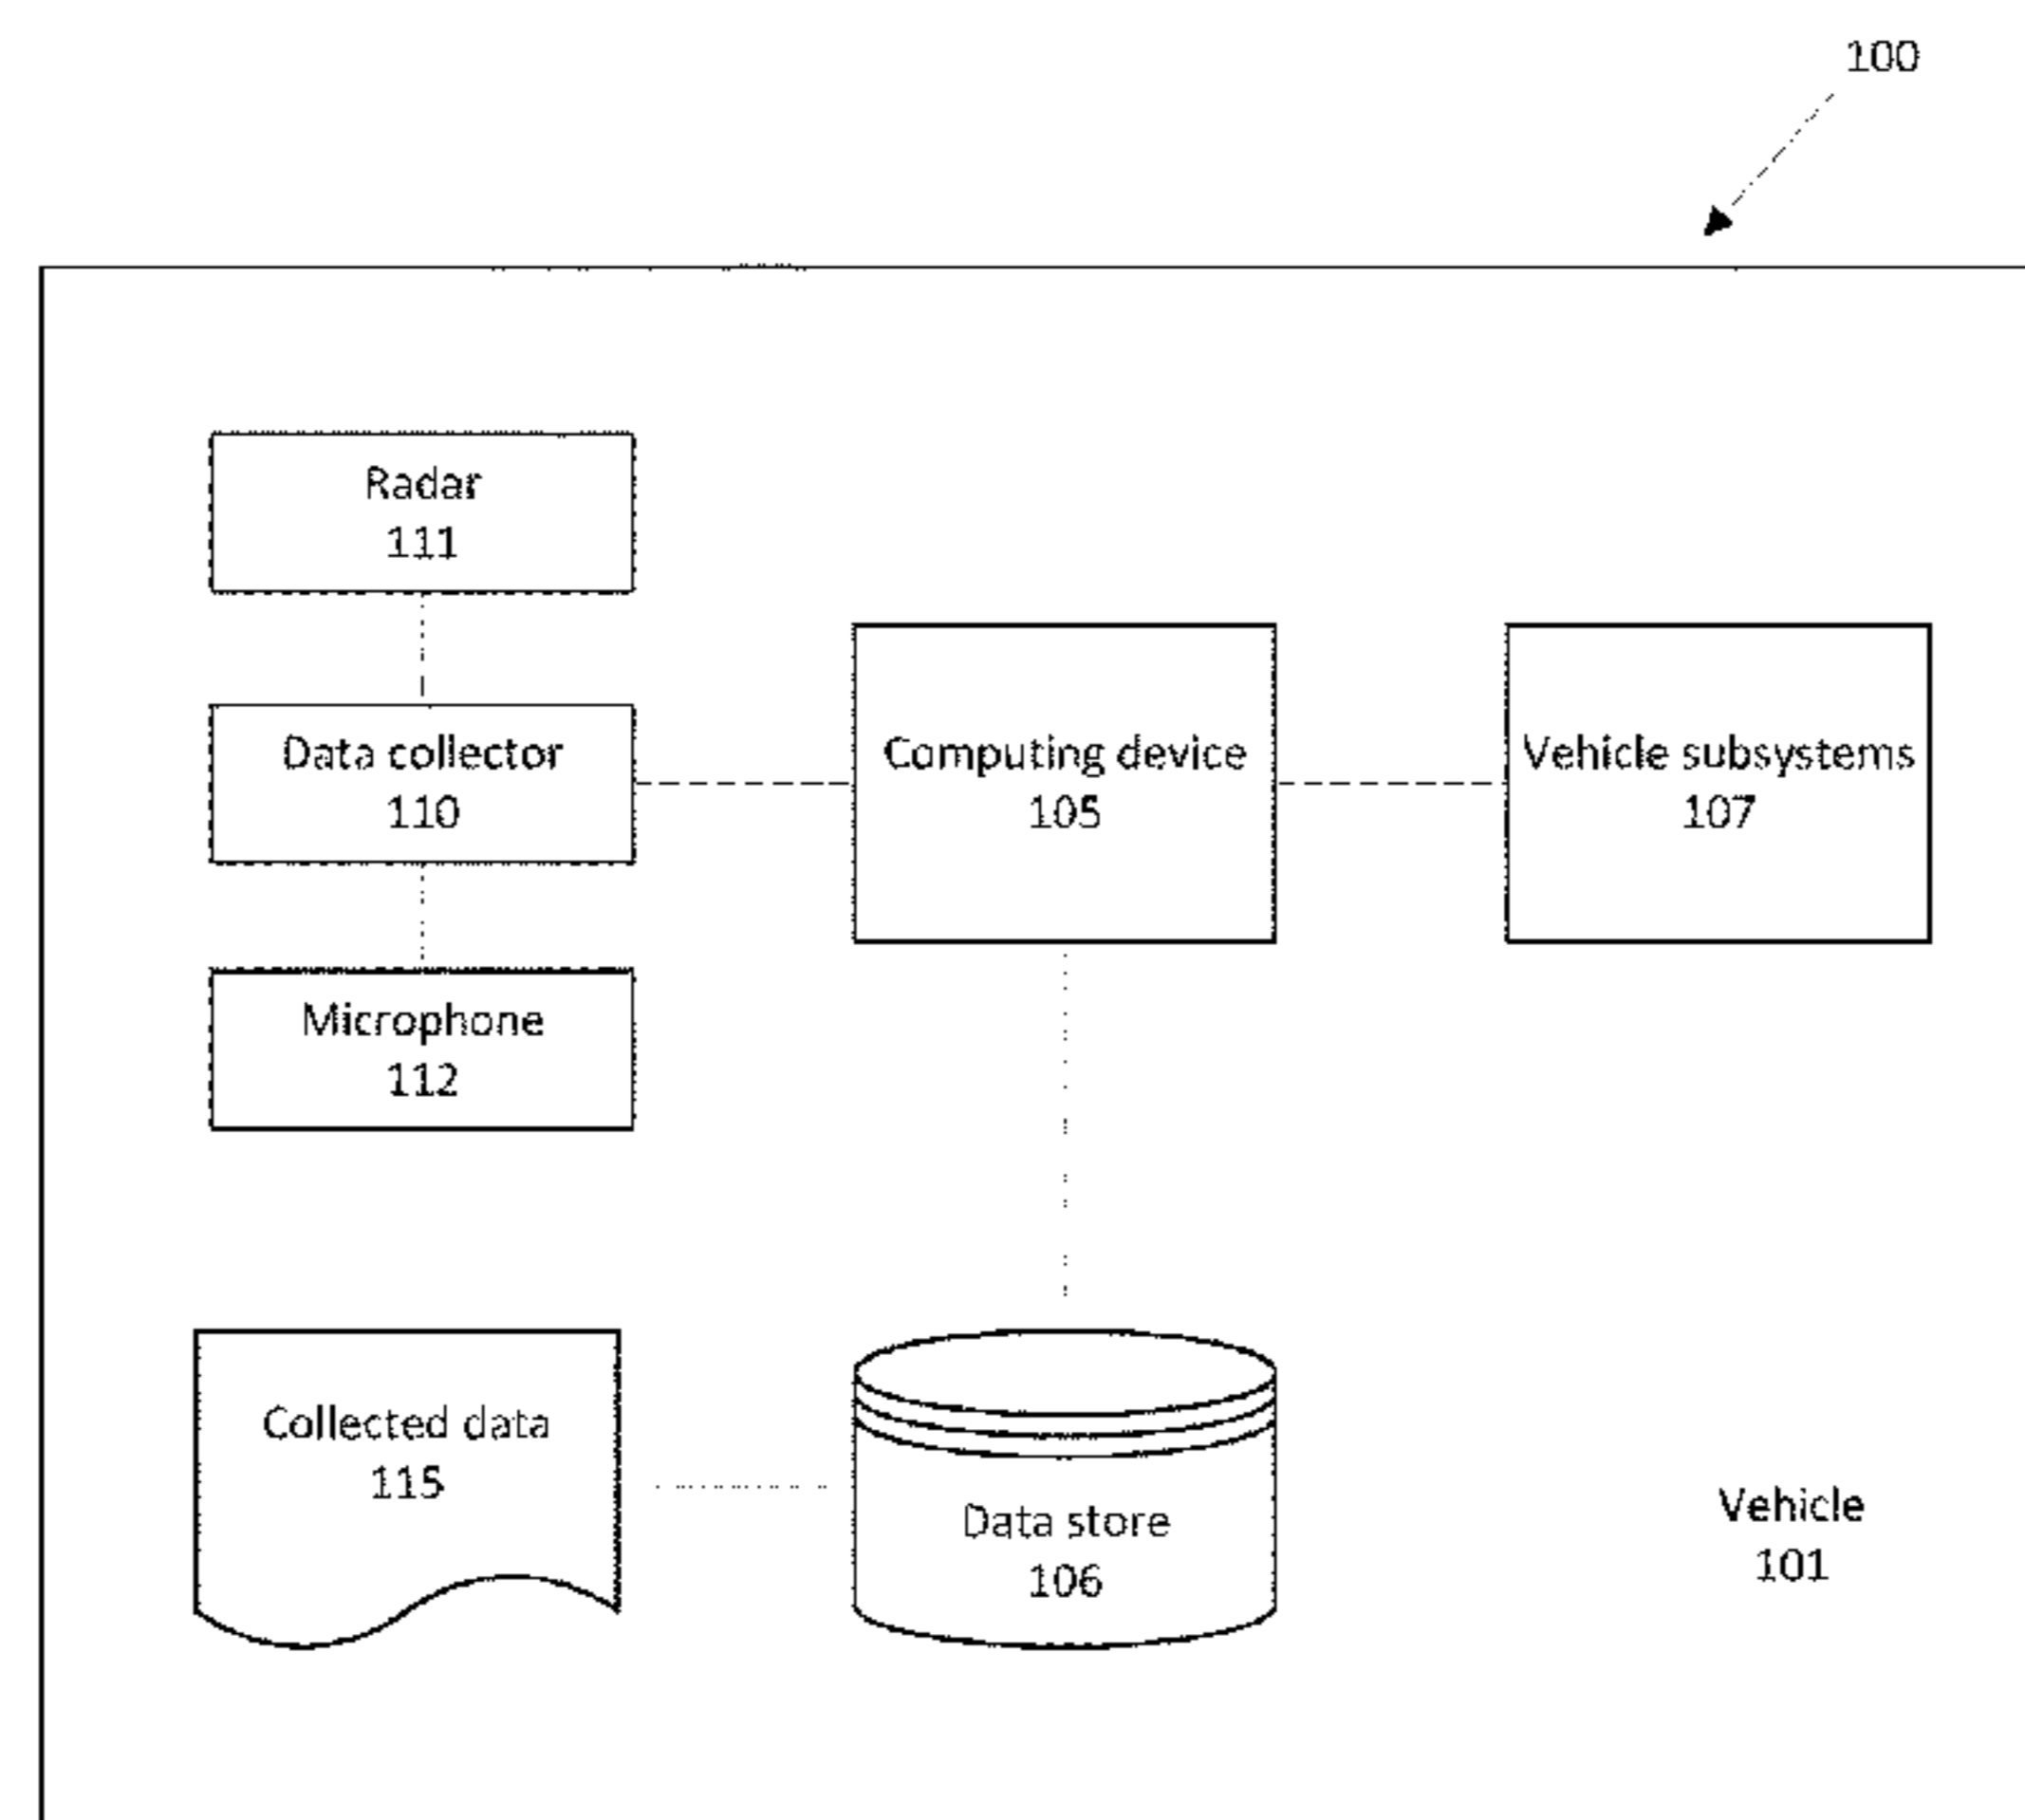 100
Radar
111
Data collector
110
Computing device
105
Vehicle subsystems
107
Microphone
112
Collected data
115
Data store
106
Vehicle
101